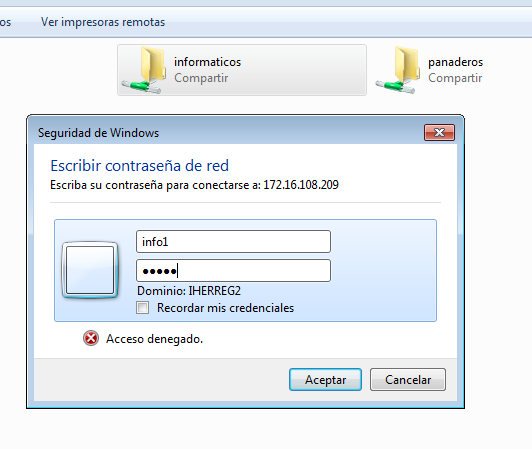 os Ver impresoras remotas
informaticos
Compartir
panaderos
Compartir
Seguridad de Windows
Escribir contraseña de red
Escriba su contraseña para conectarse a: 172.16.108.209
info1
●●●●●
Dominio: IHERREG2
Recordar mis credenciales
Acceso denegado.
Aceptar Cancelar